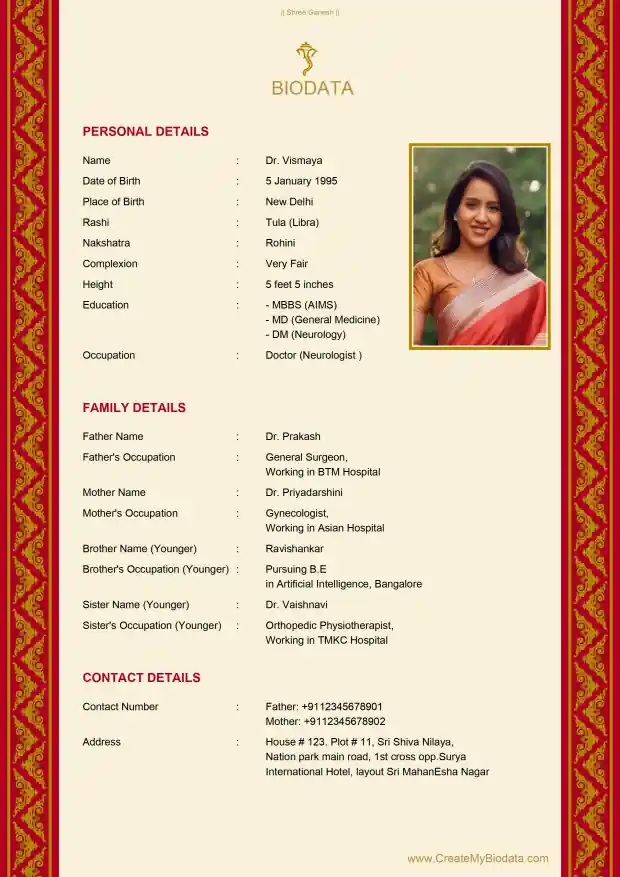 || Shree Ganesh ||
BIODATA
PERSONAL DETAILS
Name : Dr. Vismaya
Date of Birth : 5 January 1995
Place of Birth : New Delhi
Rashi : Tula (Libra)
Nakshatra : Rohini
Complexion : Very Fair
Height : 5 feet 5 inches
Education : - MBBS (AIMS)
- MD (General Medicine)
- DM (Neurology)
Occupation : Doctor (Neurologist )
FAMILY DETAILS
Father Name : Dr. Prakash
Father's Occupation : General Surgeon,
Working in BTM Hospital
Mother Name : Dr. Priyadarshini
Mother's Occupation : Gynecologist,
Working in Asian Hospital
Brother Name (Younger) : Ravishankar
Brother's Occupation (Younger) : Pursuing B.E
in Artificial Intelligence, Bangalore
Sister Name (Younger) : Dr. Vaishnavi
Sister's Occupation (Younger) : Orthopedic Physiotherapist,
Working in TMKC Hospital
CONTACT DETAILS
Contact Number : Father: +9112345678901
Mother: +9112345678902
Address : House # 123. Plot # 11, Sri Shiva Nilaya,
Nation park main road, 1st cross opp.Surya
International Hotel, layout Sri MahanEsha Nagar
www.CreateMyBiodata.com